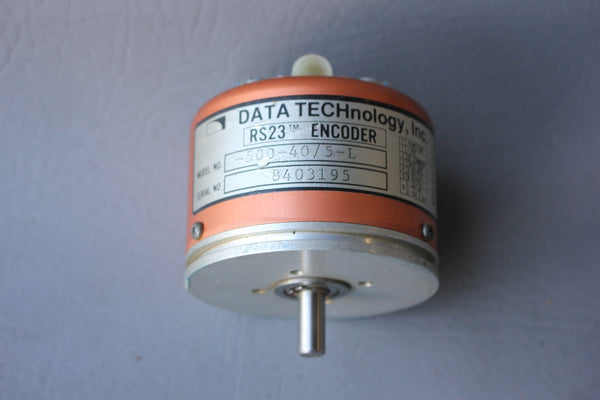 DATA TECHnology, Inc.
RS23™ ENCODER
MODEL NO. -500-40/5-L
SERIAL NO. 8403195